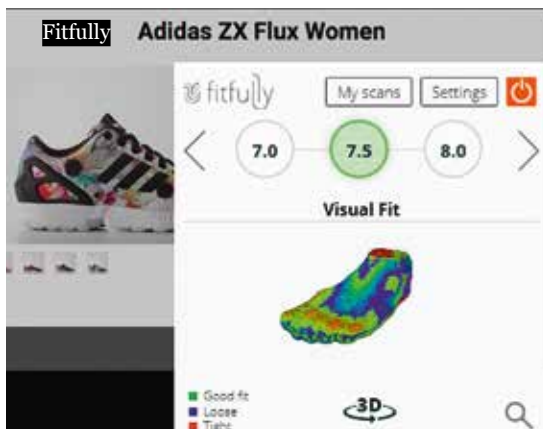 Fitfully Adidas ZX Flux Women
fitfully My scans Settings
7.0 7.5 8.0
Visual Fit
Good fit
Loose
Tight
3D